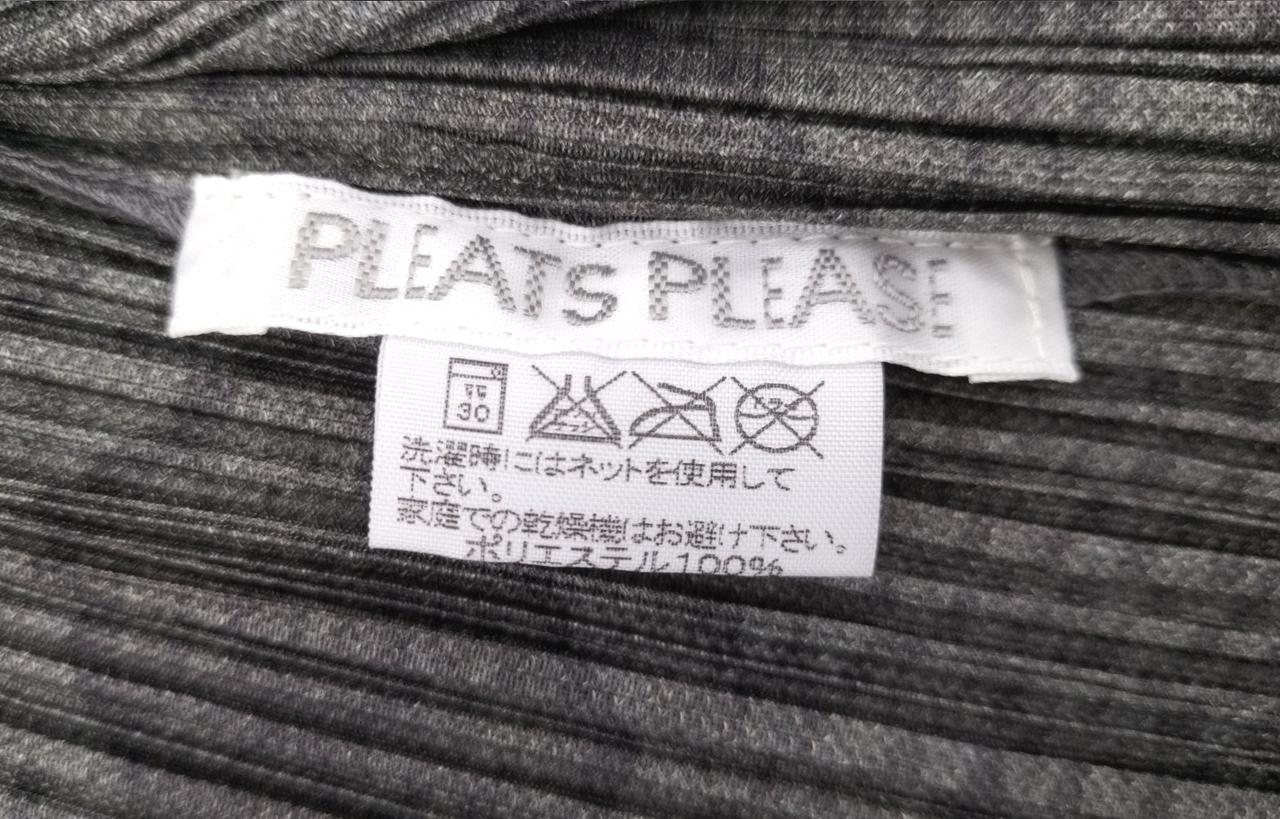 PLEATS PLEASE
弱
30
洗濯時にはネットを使用して
下さい。
家庭での乾燥機はお避け下さい。
ポリエステル100%